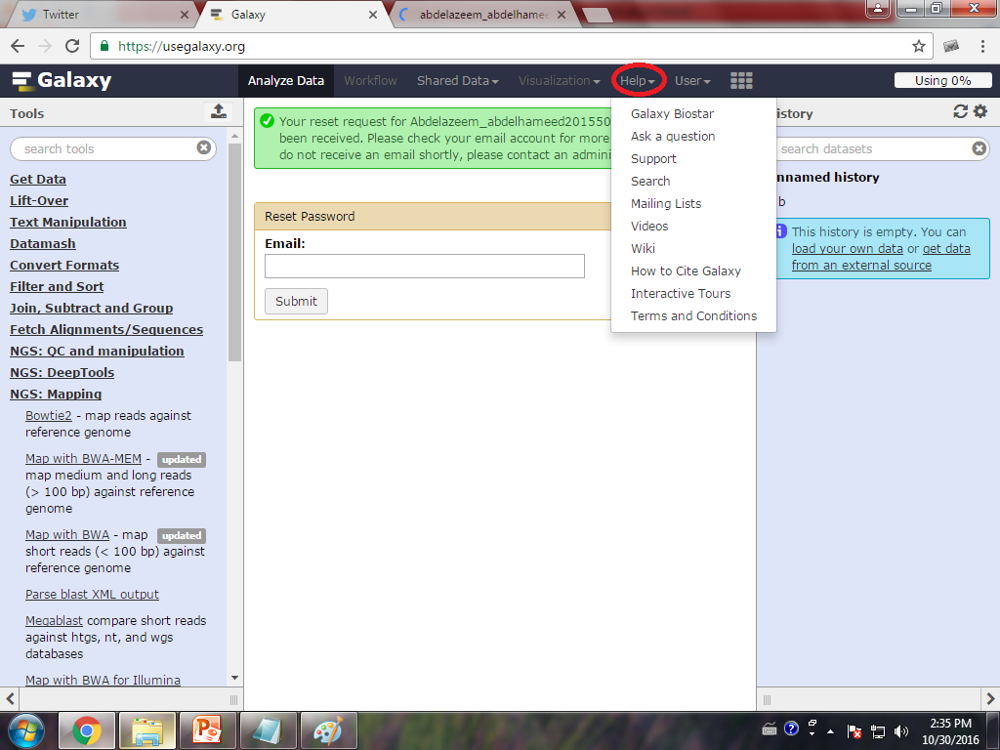 Twitter
Galaxy
abdelazeem_abdelhame
https://usegalaxy.org
Galaxy
Analyze Data
Workflow
Shared Data
Visualization
Help
User
Using 0%
Tools
search tools
Get Data
Lift-Over
Text Manipulation
Datamash
Convert Formats
Filter and Sort
Join, Subtract and Group
Fetch Alignments/Sequences
NGS: QC and manipulation
NGS: DeepTools
NGS: Mapping
Bowtie2 - map reads against
reference genome
Map with BWA-MEM - updated
map medium and long reads
(> 100 bp) against reference
genome
Map with BWA - map updated
short reads (< 100 bp) against
reference genome
Parse blast XML output
Megablast compare short reads
against htgs, nt, and wgs
databases
Map with BWA for Illumina
Your reset request for Abdelazeem_abdelhameed201550
been received. Please check your email account for more
do not receive an email shortly, please contact an admini
Reset Password
Email:
Submit
Galaxy Biostar
Ask a question
Support
Search
Mailing Lists
Videos
Wiki
How to Cite Galaxy
Interactive Tours
Terms and Conditions
istory
search datasets
nnamed history
b
This history is empty. You can
load your own data or get data
from an external source
2:35 PM
10/30/2016